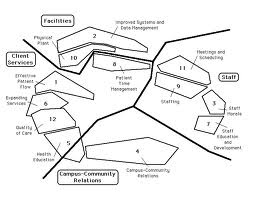 Facilities
Improved Systems and
Data Management
Physical
Plant
2
10
Client
Services
8
Patient
Time
Management
Meetings and
Scheduling
11
9
Staffing
Staff
3
Staff
Morale
7
Staff
Education and
Development
Effective
Patient
Flow
1
Expanding
Services
6
12
Quality
of Care
5
Health
Education
4
Campus-Community
Relations
Campus-Community
Relations